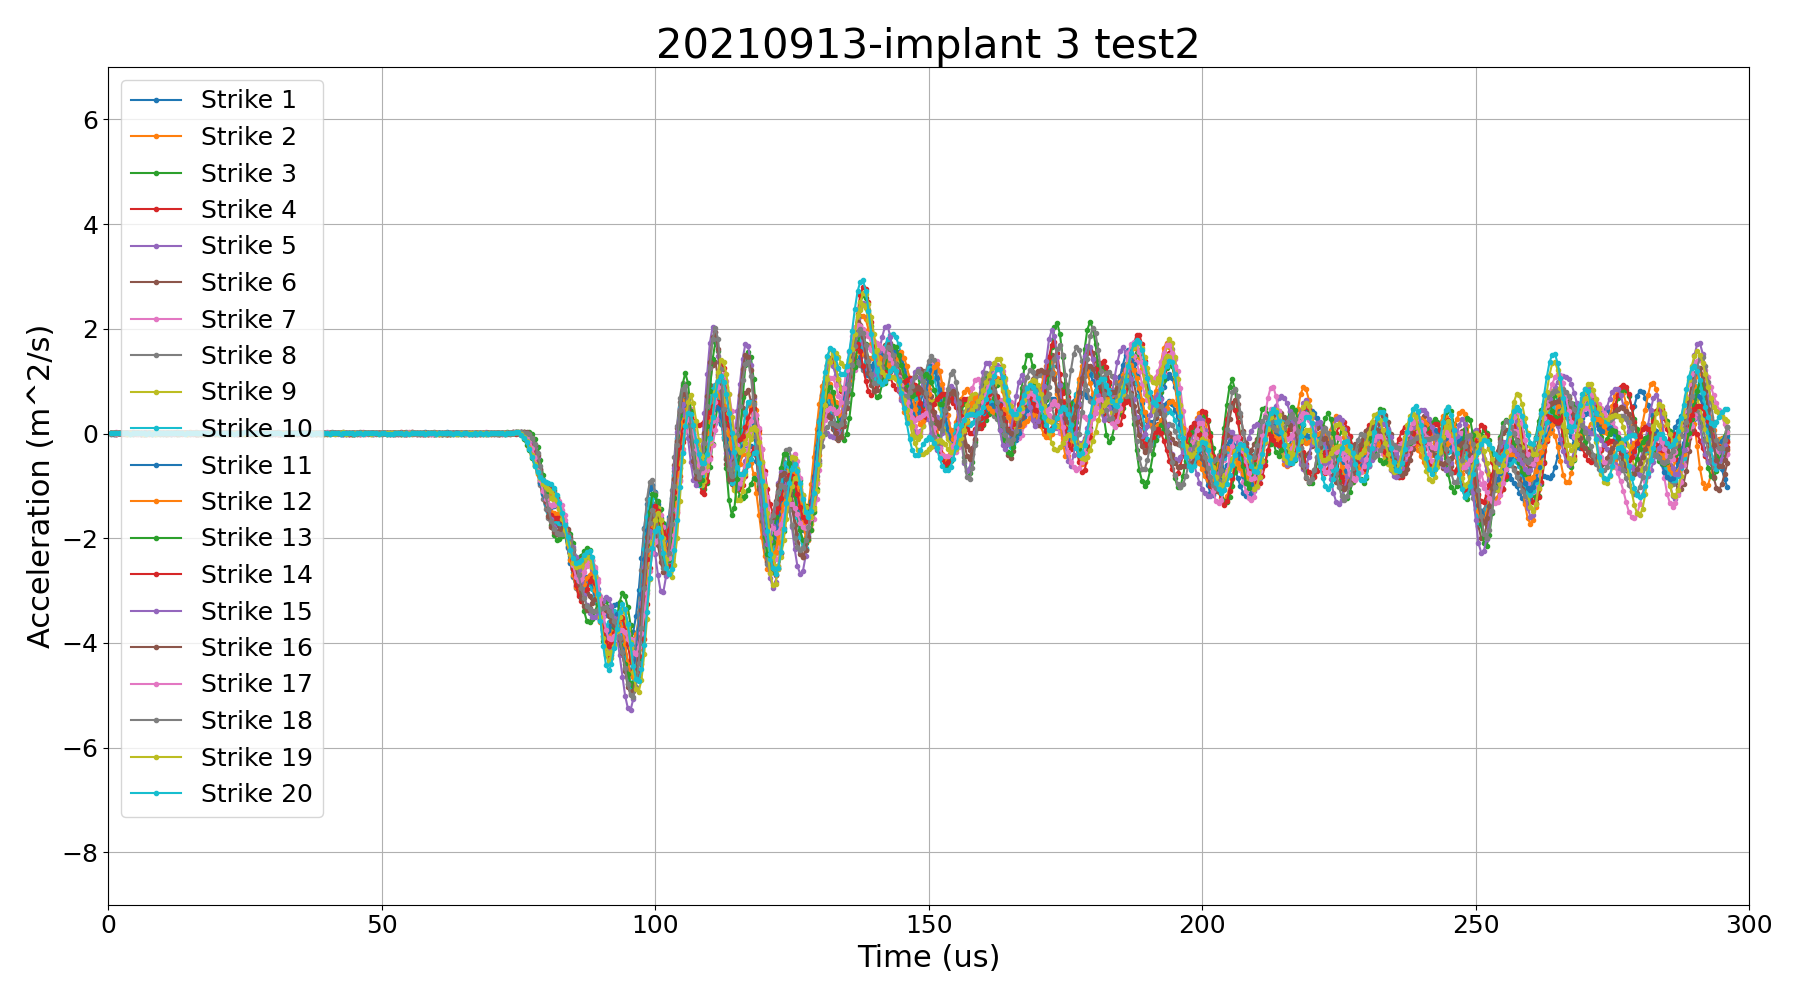 20210913-implant 3 test2
Acceleration (m^2/s)
6
4
2
0
−2
−4
−6
−8
Strike 1
Strike 2
Strike 3
Strike 4
Strike 5
Strike 6
Strike 7
Strike 8
Strike 9
Strike 10
Strike 11
Strike 12
Strike 13
Strike 14
Strike 15
Strike 16
Strike 17
Strike 18
Strike 19
Strike 20
0 50 100 150 200 250 300
Time (us)